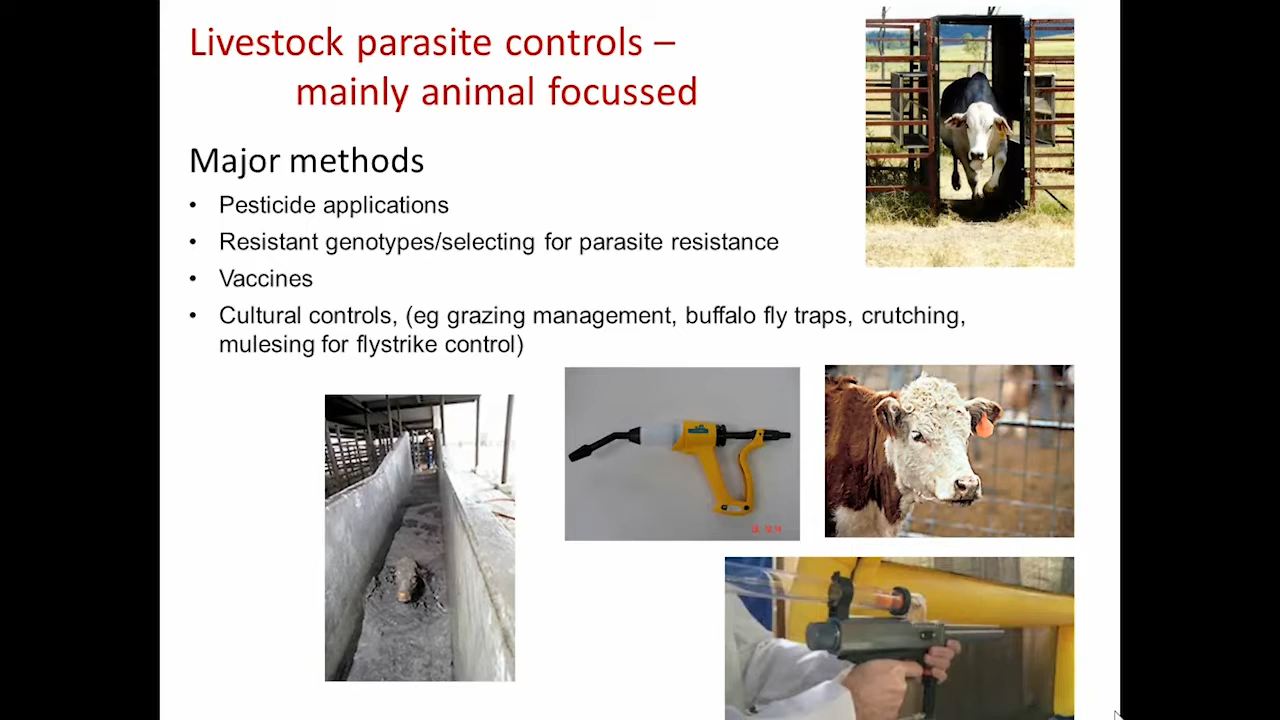 Livestock parasite controls –
mainly animal focussed
Major methods
• Pesticide applications
• Resistant genotypes/selecting for parasite resistance
• Vaccines
• Cultural controls, (eg grazing management, buffalo fly traps, crutching,
mulesing for flystrike control)